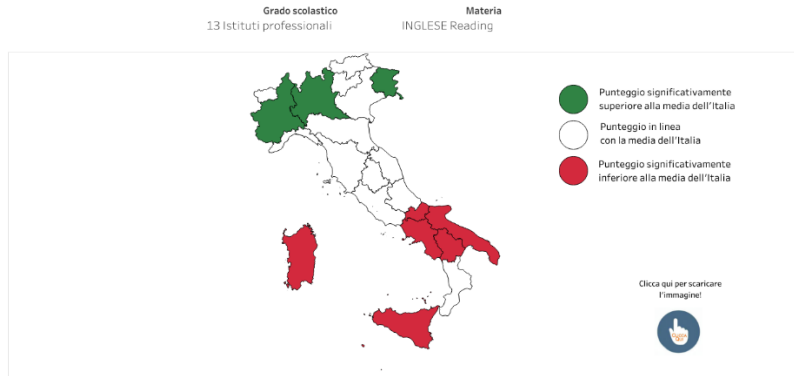 Grado scolastico
13 Istituti professionali
Materia
INGLESE Reading
Punteggio significativamente
superiore alla media dell'Italia
Punteggio in linea
con la media dell'Italia
Punteggio significativamente
inferiore alla media dell'Italia
Clicca qui per scaricare
l'immagine!